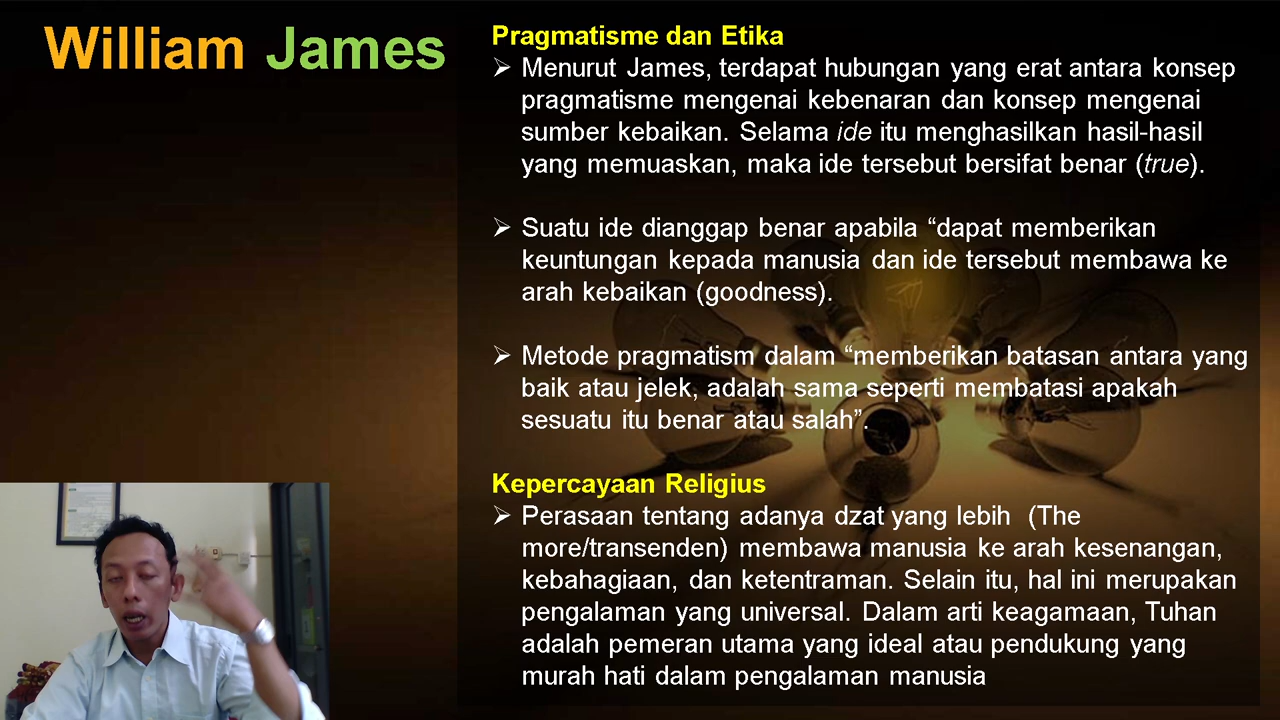 William James
Pragmatisme dan Etika
➢ Menurut James, terdapat hubungan yang erat antara konsep
pragmatisme mengenai kebenaran dan konsep mengenai
sumber kebaikan. Selama ide itu menghasilkan hasil-hasil
yang memuaskan, maka ide tersebut bersifat benar (true).
➢ Suatu ide dianggap benar apabila “dapat memberikan
keuntungan kepada manusia dan ide tersebut membawa ke
arah kebaikan (goodness).
➢ Metode pragmatism dalam “memberikan batasan antara yang
baik atau jelek, adalah sama seperti membatasi apakah
sesuatu itu benar atau salah”.
Kepercayaan Religius
➢ Perasaan tentang adanya dzat yang lebih (The
more/transenden) membawa manusia ke arah kesenangan,
kebahagiaan, dan ketentraman. Selain itu, hal ini merupakan
pengalaman yang universal. Dalam arti keagamaan, Tuhan
adalah pemeran utama yang ideal atau pendukung yang
murah hati dalam pengalaman manusia